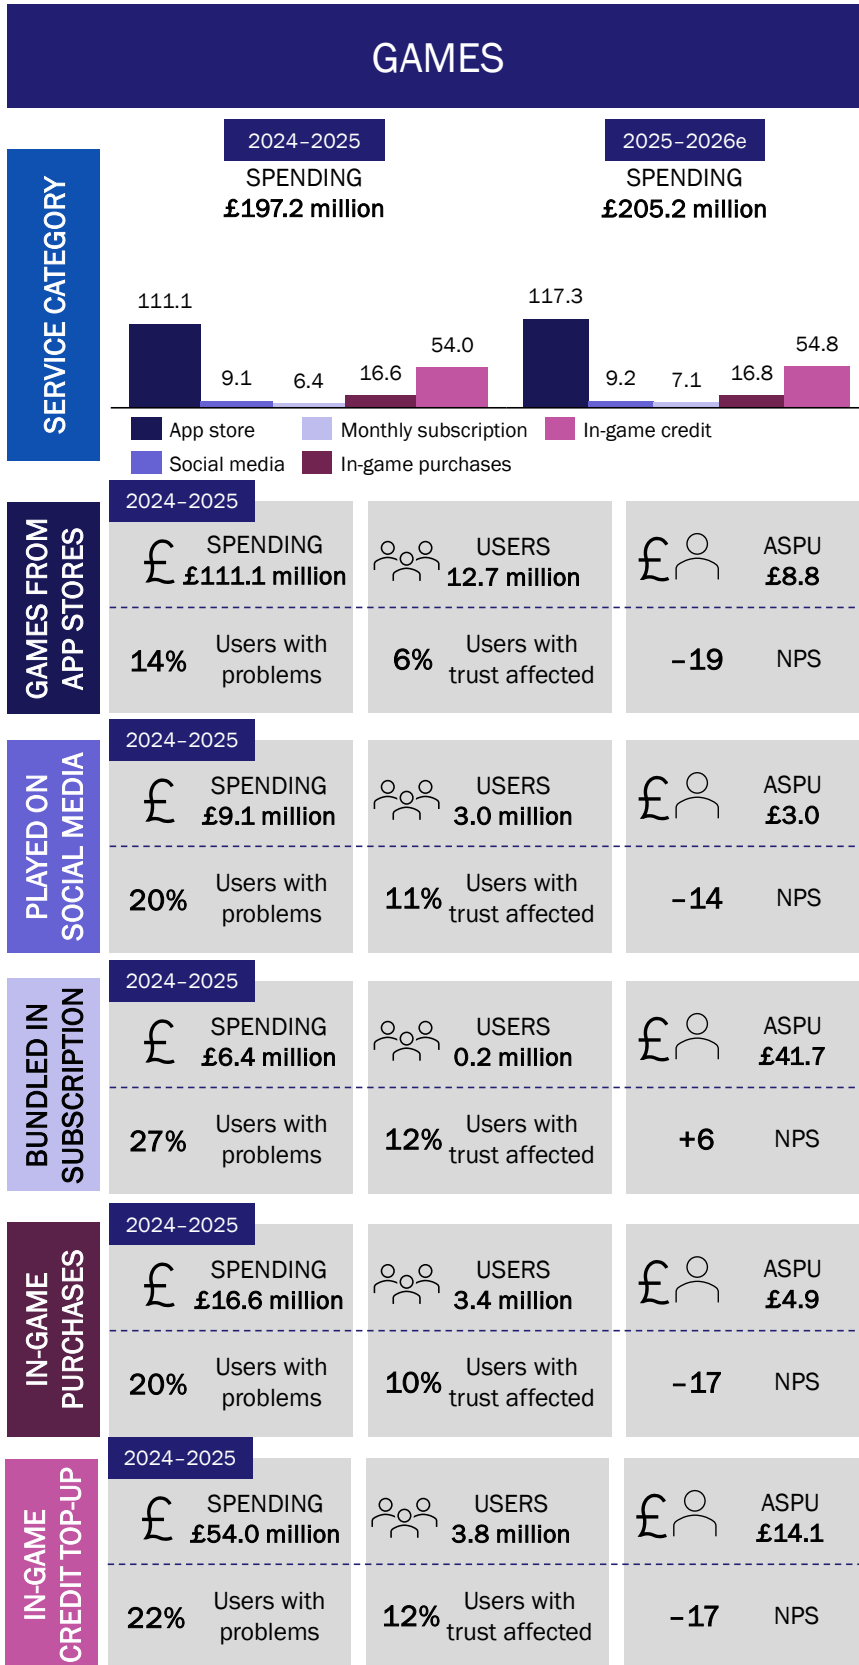 GAMES
2024–2025
SPENDING
£197.2 million
2025–2026e
SPENDING
£205.2 million
SERVICE CATEGORY
111.1
9.1
6.4
16.6
54.0
117.3
9.2
7.1
16.8
54.8
App store
Monthly subscription
In-game credit
Social media
In-game purchases
GAMES FROM
APP STORES
2024–2025
£
SPENDING
£111.1 million
USERS
12.7 million
£
ASPU
£8.8
14%
Users with
problems
6%
Users with
trust affected
–19
NPS
PLAYED ON
SOCIAL MEDIA
2024–2025
£
SPENDING
£9.1 million
USERS
3.0 million
£
ASPU
£3.0
20%
Users with
problems
11%
Users with
trust affected
–14
NPS
BUNDLED IN
SUBSCRIPTION
2024–2025
£
SPENDING
£6.4 million
USERS
0.2 million
£
ASPU
£41.7
27%
Users with
problems
12%
Users with
trust affected
+6
NPS
IN-GAME
PURCHASES
2024–2025
£
SPENDING
£16.6 million
USERS
3.4 million
£
ASPU
£4.9
20%
Users with
problems
10%
Users with
trust affected
–17
NPS
IN-GAME
CREDIT TOP-UP
2024–2025
£
SPENDING
£54.0 million
USERS
3.8 million
£
ASPU
£14.1
22%
Users with
problems
12%
Users with
trust affected
–17
NPS